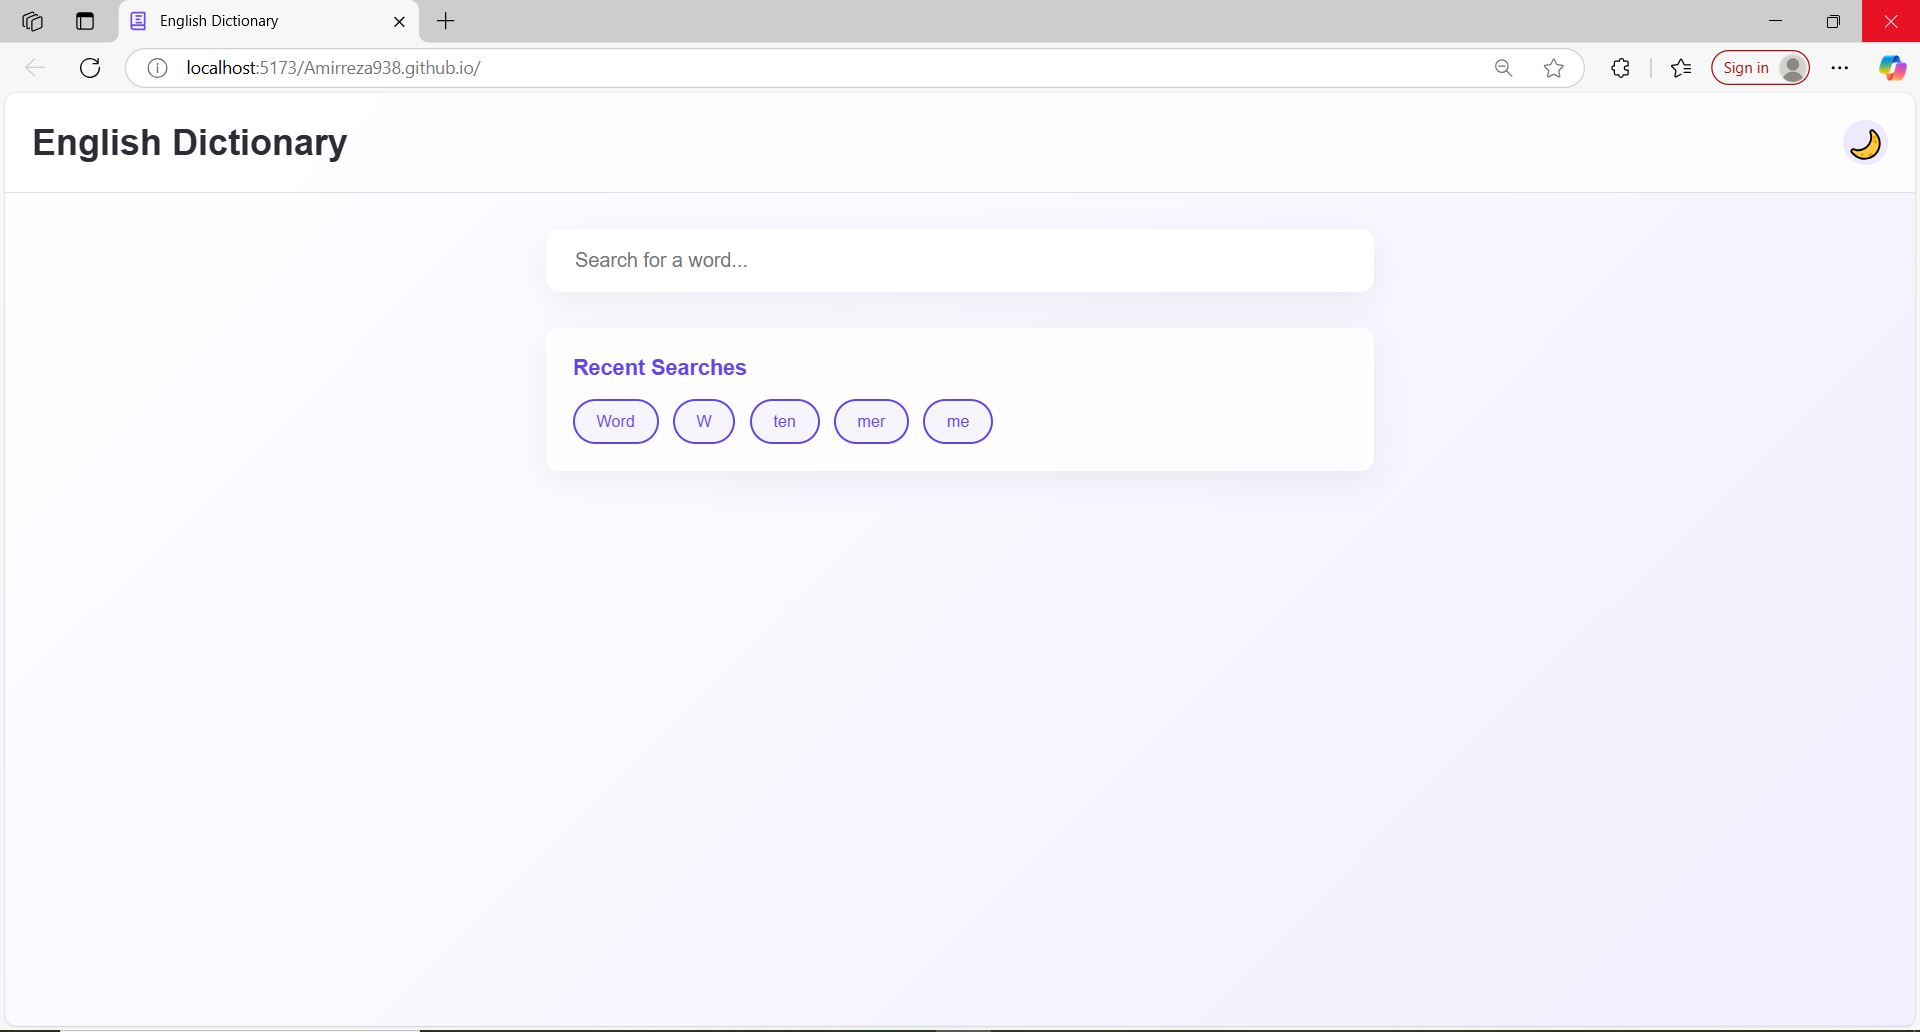 English Dictionary
localhost:5173/Amirreza938.github.io/
Sign in
English Dictionary
Search for a word...
Recent Searches
Word W ten mer me